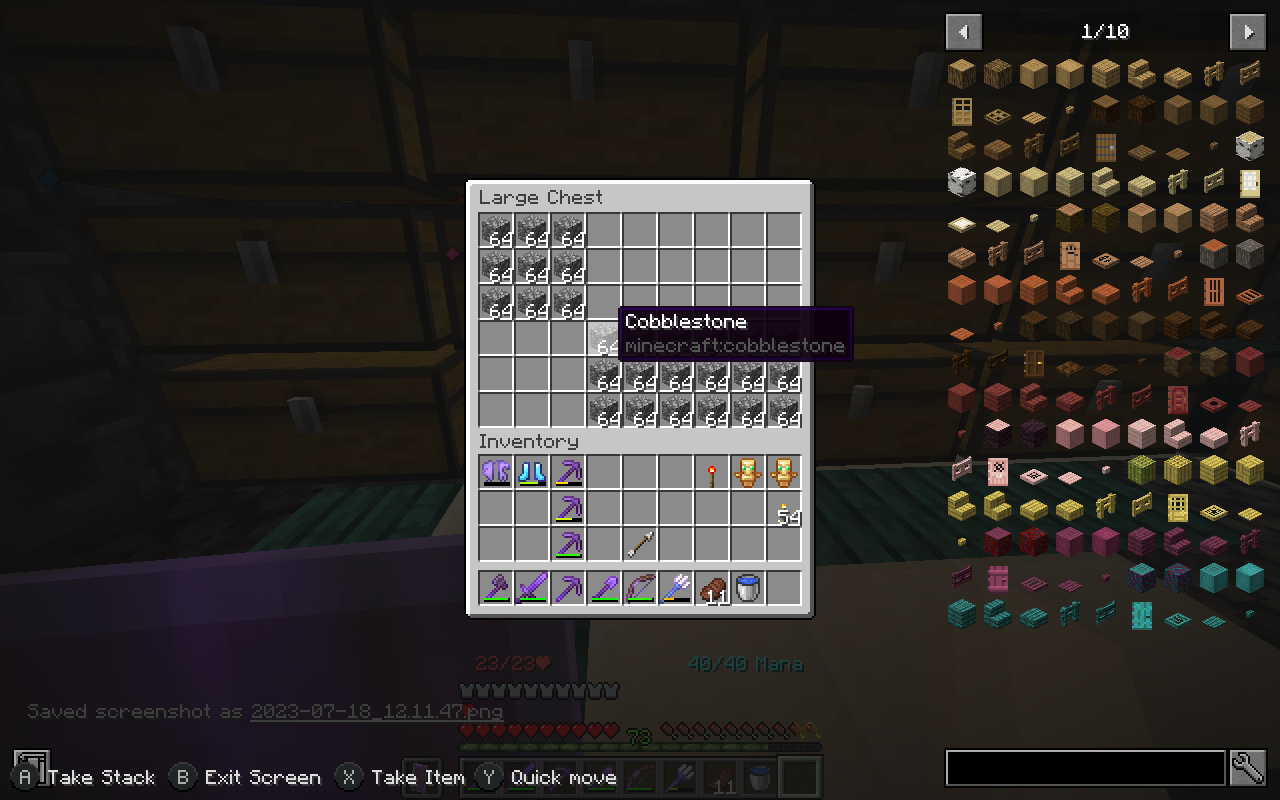 1/10
Large Chest
64 64 64
64 64 64
64 64 64
Cobblestone
64
minecraft:cobblestone
64 64 64 64 64 64
64 64 64 64 64 64
Inventory
54
11
23/23
40/40 Mana
Saved screenshot as 2023-07-18_12.11.47.png
78
A Take Stack B Exit Screen X Take Item Y Quick move
11